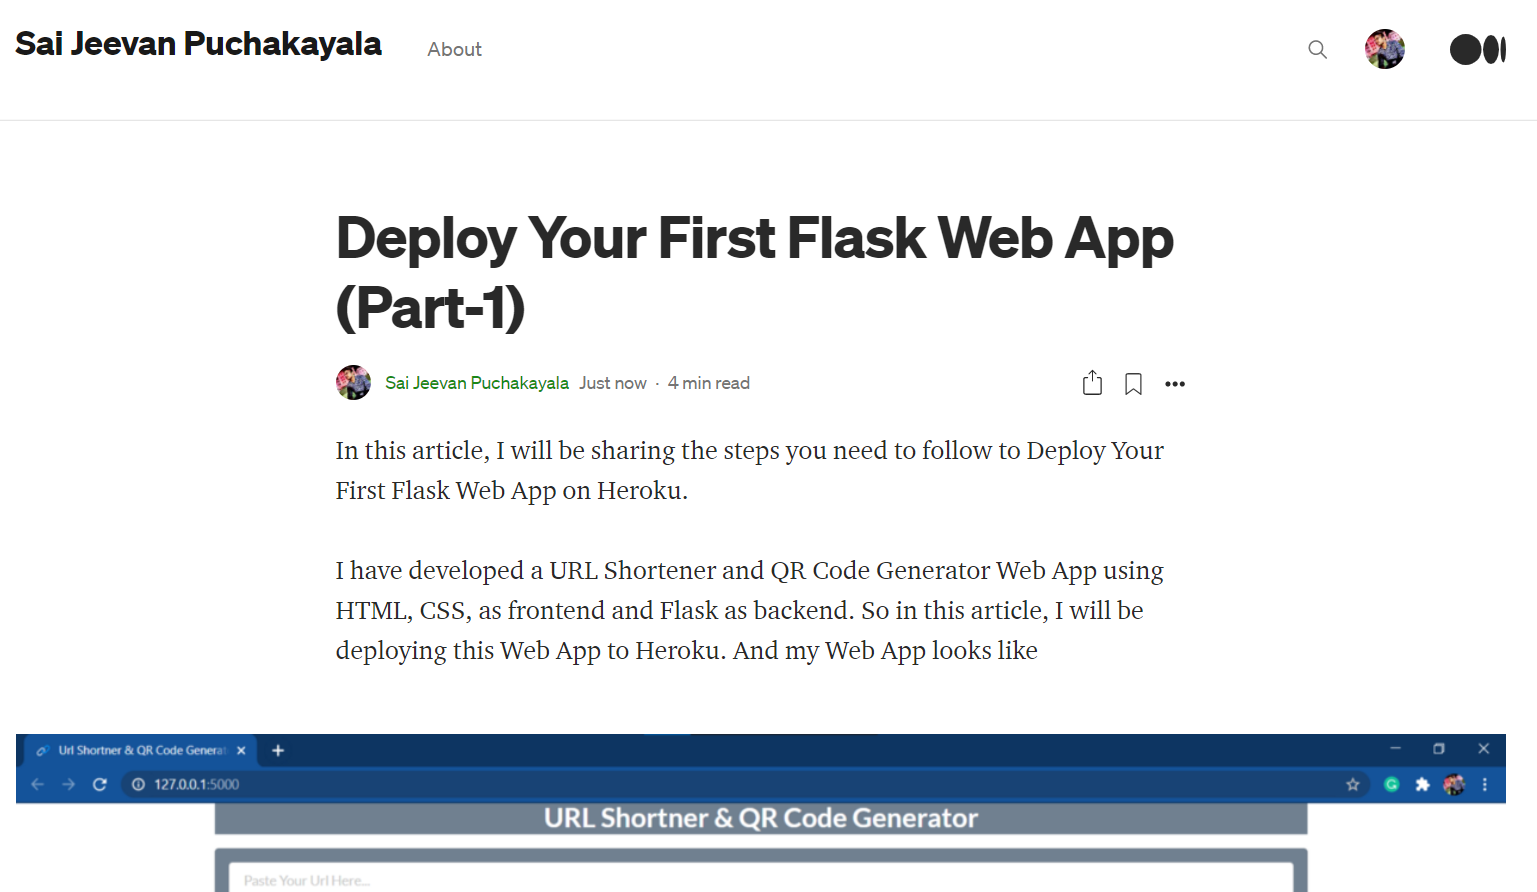 Sai Jeevan Puchakayala About
Deploy Your First Flask Web App
(Part-1)
Sai Jeevan Puchakayala Just now · 4 min read
In this article, I will be sharing the steps you need to follow to Deploy Your
First Flask Web App on Heroku.
I have developed a URL Shortener and QR Code Generator Web App using
HTML, CSS, as frontend and Flask as backend. So in this article, I will be
deploying this Web App to Heroku. And my Web App looks like
Url Shortner & QR Code Generat
127.0.0.1:5000
URL Shortner & QR Code Generator
Paste Your Url Here...